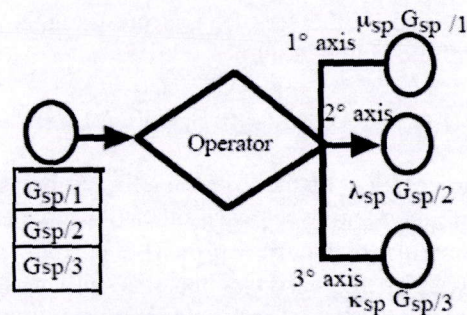 μsp Gsp /1
1° axis
2° axis
Operator
Gsp/1
Gsp/2
Gsp/3
λsp Gsp/2
3° axis
κsp Gsp/3